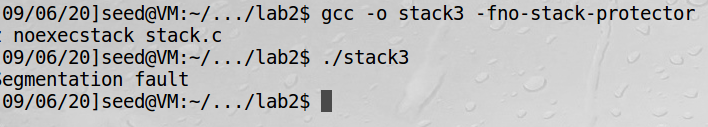 09/06/20]seed@VM:~/.../lab2$ gcc -o stack3 -fno-stack-protector
z noexecstack stack.c
09/06/20]seed@VM:~/.../lab2$ ./stack3
Segmentation fault
09/06/20]seed@VM:~/.../lab2$